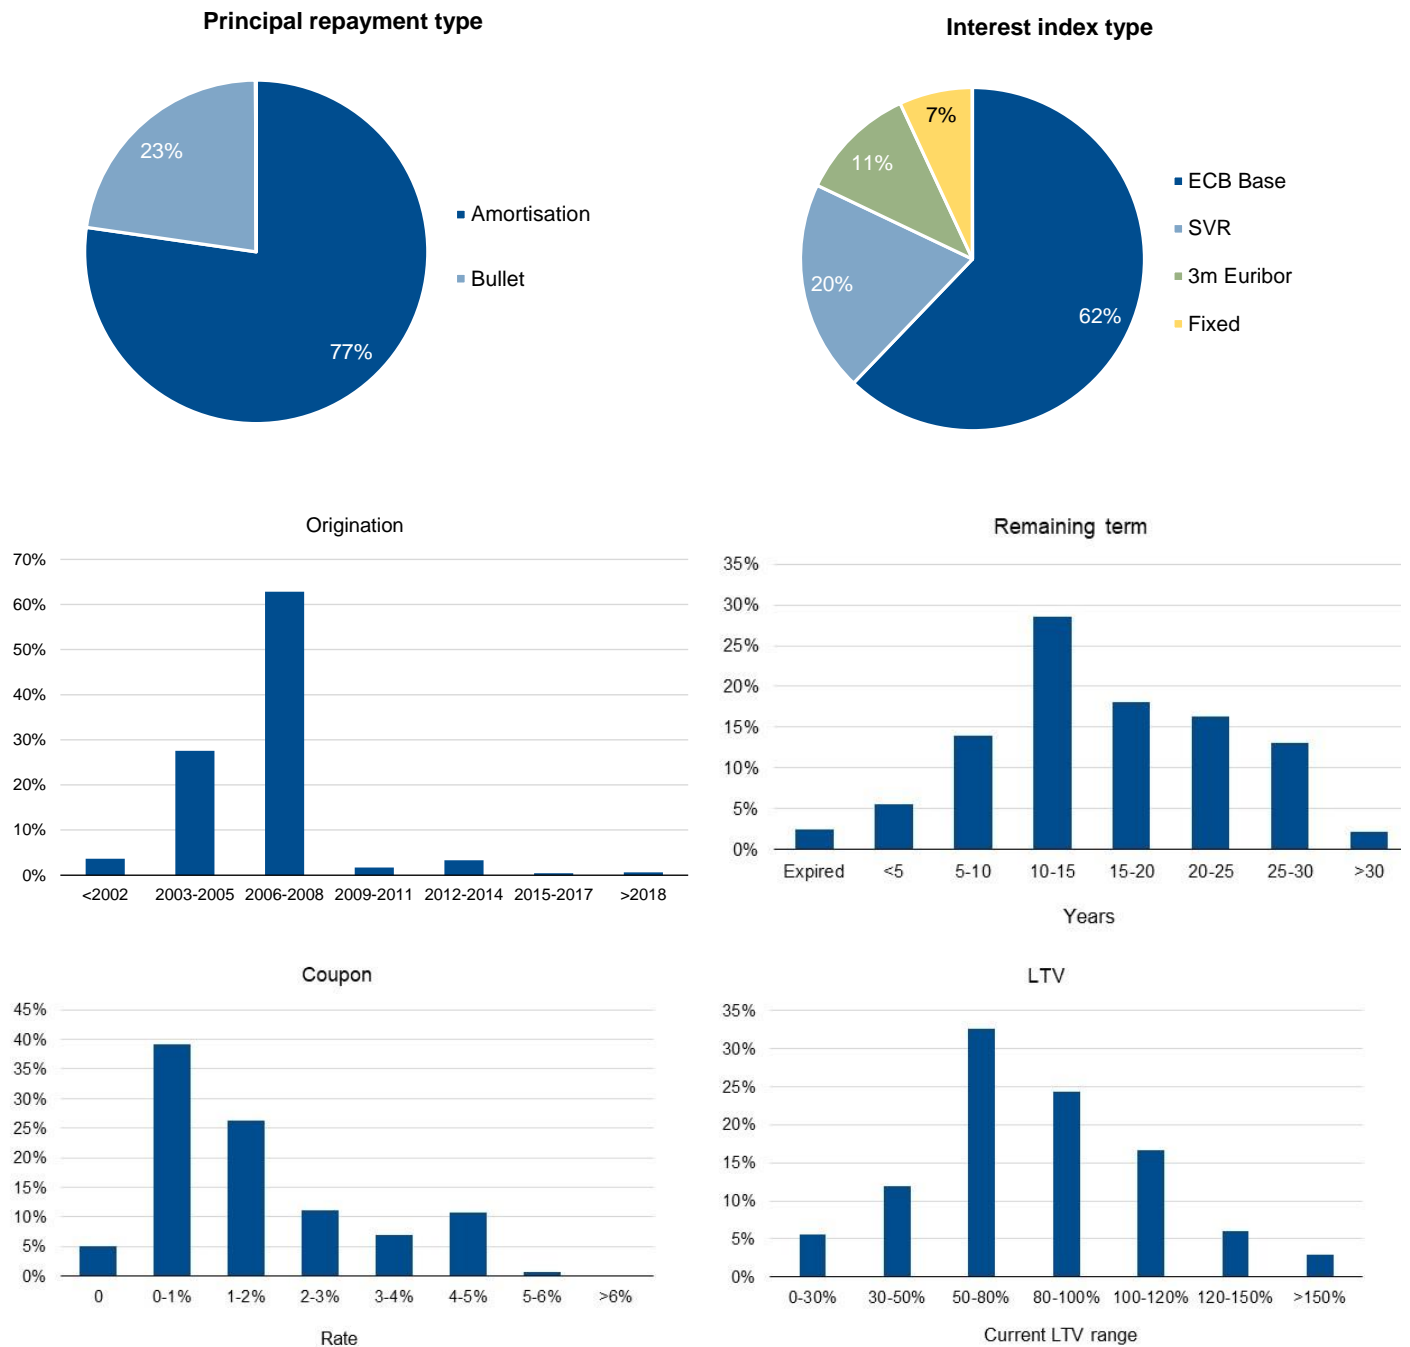 Principal repayment type
23%
77%
Amortisation
Bullet
Interest index type
7%
11%
20%
62%
ECB Base
SVR
3m Euribor
Fixed
Origination
70%
60%
50%
40%
30%
20%
10%
0%
<2002 2003-2005 2006-2008 2009-2011 2012-2014 2015-2017 >2018
Remaining term
35%
30%
25%
20%
15%
10%
5%
0%
Expired <5 5-10 10-15 15-20 20-25 25-30 >30
Years
Coupon
45%
40%
35%
30%
25%
20%
15%
10%
5%
0%
0 0-1% 1-2% 2-3% 3-4% 4-5% 5-6% >6%
Rate
LTV
35%
30%
25%
20%
15%
10%
5%
0%
0-30% 30-50% 50-80% 80-100% 100-120% 120-150% >150%
Current LTV range